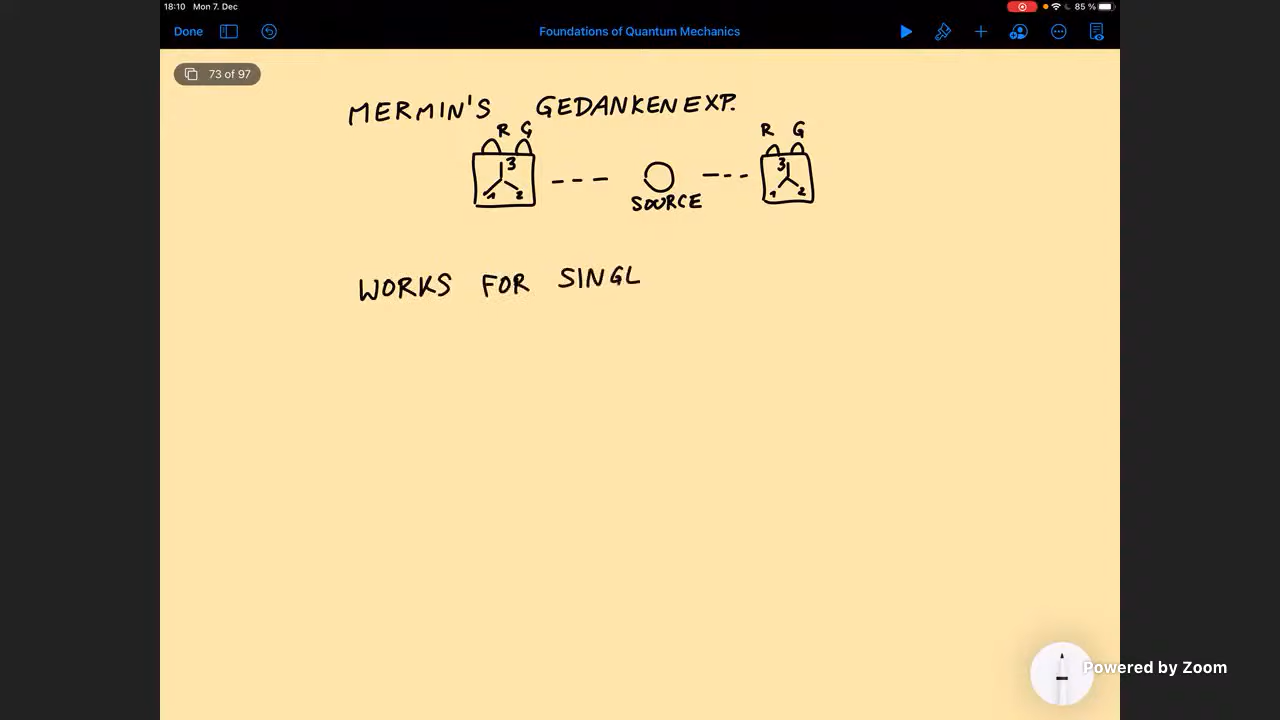 18:10 Mon 7. Dec 85 %
Done Foundations of Quantum Mechanics
73 of 97
MERMIN'S GEDANKENEXP.
R G R G
3 3
1 2 1 2
SOURCE
WORKS FOR SINGL
Powered by Zoom